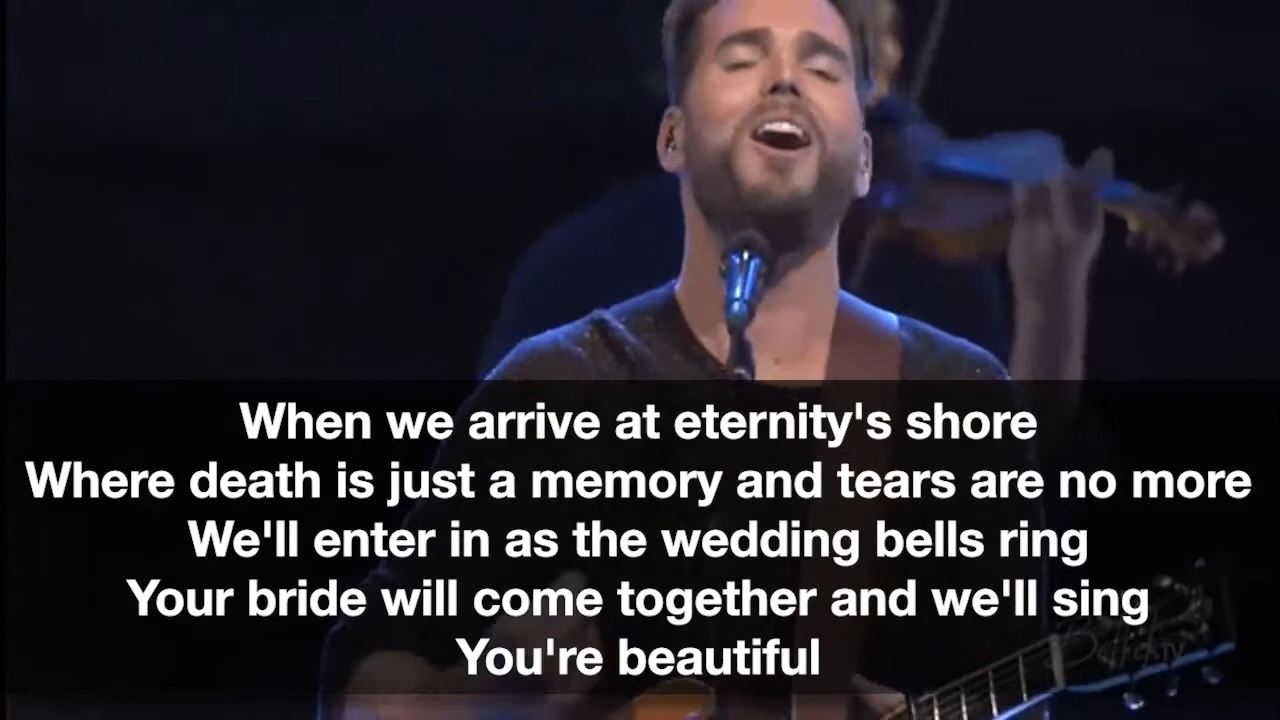 When we arrive at eternity's shore
Where death is just a memory and tears are no more
We'll enter in as the wedding bells ring
Your bride will come together and we'll sing
You're beautiful